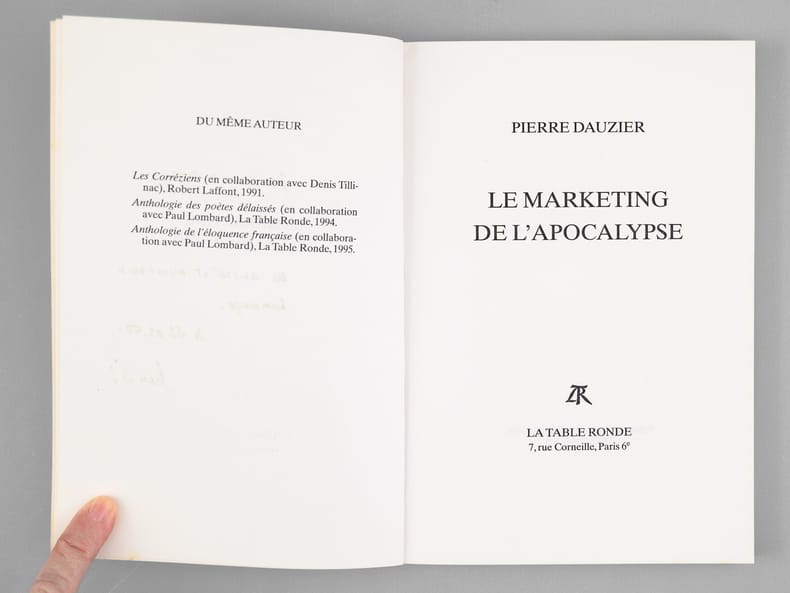 DU MÊME AUTEUR
Les Corréziens (en collaboration avec Denis Tilli-
nac), Robert Laffont, 1991.
Anthologie des poètes délaissés (en collaboration
avec Paul Lombard), La Table Ronde, 1994.
Anthologie de l'éloquence française (en collabora-
tion avec Paul Lombard), La Table Ronde, 1995.
PIERRE DAUZIER
LE MARKETING
DE L'APOCALYPSE
LA TABLE RONDE
7, rue Corneille, Paris 6e